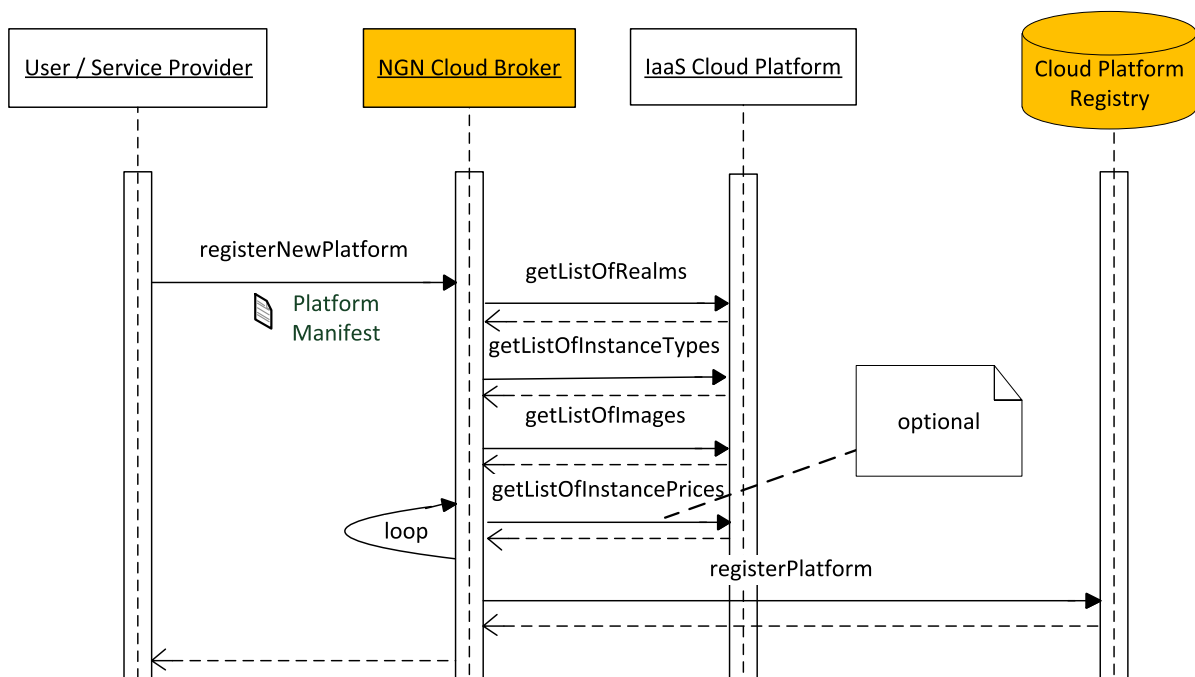 User / Service Provider
NGN Cloud Broker
IaaS Cloud Platform
Cloud Platform
Registry
registerNewPlatform
Platform
Manifest
getListOfRealms
getListOfInstanceTypes
getListOfImages
optional
getListOfInstancePrices
loop
registerPlatform